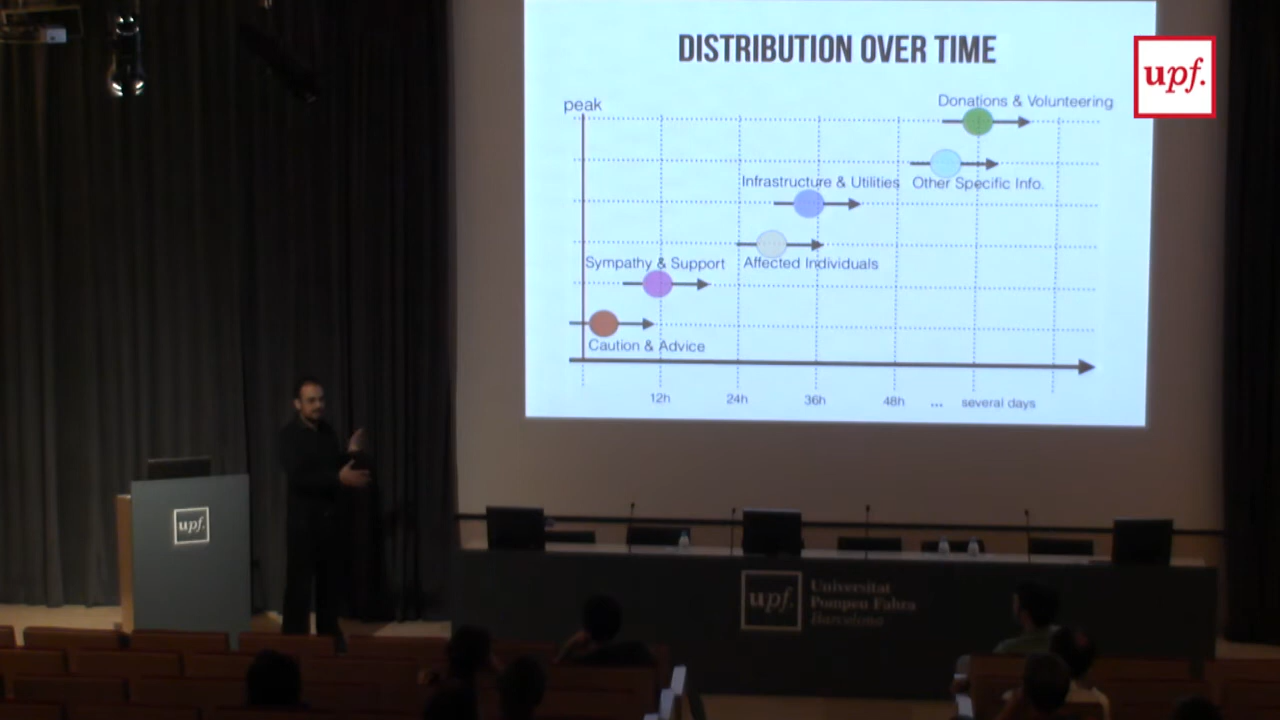 DISTRIBUTION OVER TIME
upf.
peak
Donations & Volunteering
Infrastructure & Utilities
Other Specific Info.
Sympathy & Support
Affected Individuals
Caution & Advice
12h
24h
36h
48h
...
several days
upf.
upf.
Universitat
Pompeu Fabra
Barcelona